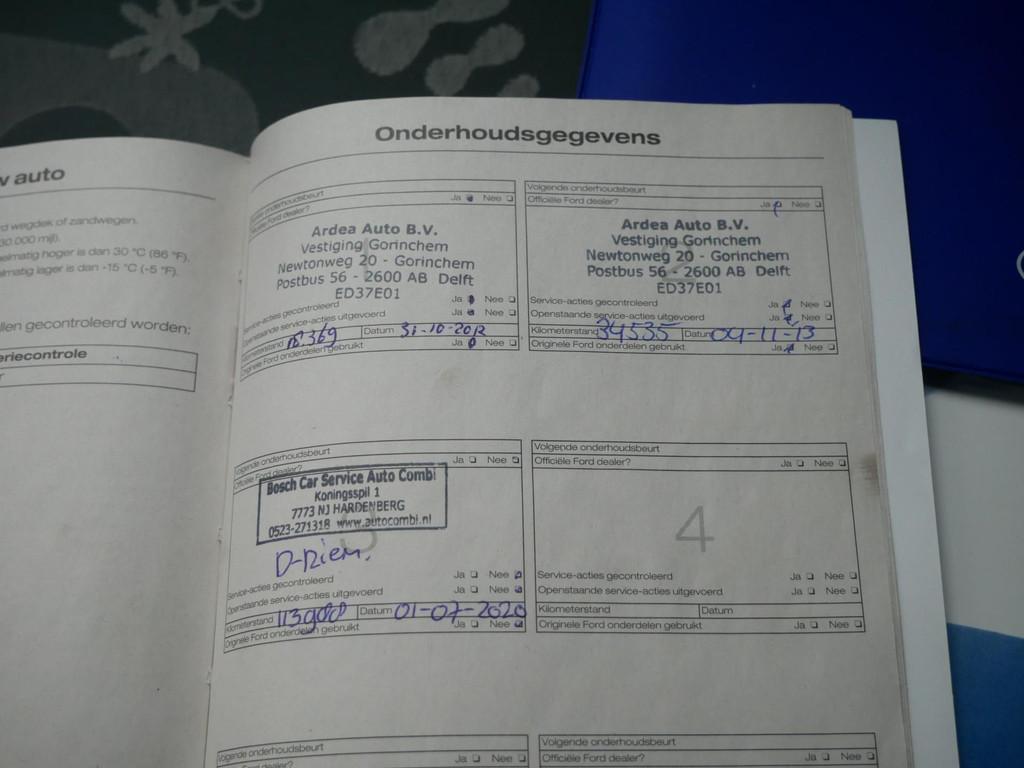 w auto
d wegdek of zandwegen.
30.000 mijl).
elmatig hoger is dan 30 °C (86 °F).
elmatig lager is dan -15 °C (-5 °F).
llen gecontroleerd worden:
eriecontrole
Onderhoudsgegevens
Ja Nee
dealer?
Ardea Auto B.V.
Vestiging Gorinchem
Newtonweg 20 - Gorinchem
Postbus 56 - 2600 AB Delft
ED37E01
Service-acties gecontroleerd Ja Nee
Openstaande service-acties uitgevoerd Ja Nee
Kilometerstand 18.369 Datum 31-10-2012
Originele Ford onderdelen gebruikt Ja Nee
Volgende onderhoudsbeurt
Officiële Ford dealer? Ja Nee
2
Ardea Auto B.V.
Vestiging Gorinchem
Newtonweg 20 - Gorinchem
Postbus 56 - 2600 AB Delft
ED37E01
Service-acties gecontroleerd Ja Nee
Openstaande service-acties uitgevoerd Ja Nee
Kilometerstand 34535 Datum 04-11-13
Originele Ford onderdelen gebruikt Ja Nee
Volgende onderhoudsbeurt
Officiële Ford dealer? Ja Nee
3
Bosch Car Service Auto Combi
Koningsspil 1
7773 NJ HARDENBERG
0523-271318 www.autocombi.nl
D-Riem.
Service-acties gecontroleerd Ja Nee
Openstaande service-acties uitgevoerd Ja Nee
Kilometerstand 113088 Datum 01-07-2020
Originele Ford onderdelen gebruikt Ja Nee
Volgende onderhoudsbeurt
Officiële Ford dealer? Ja Nee
4
Service-acties gecontroleerd Ja Nee
Openstaande service-acties uitgevoerd Ja Nee
Kilometerstand Datum
Originele Ford onderdelen gebruikt Ja Nee
Volgende onderhoudsbeurt
Ford dealer? Ja Nee
Volgende onderhoudsbeurt
Officiële Ford dealer? Ja Nee